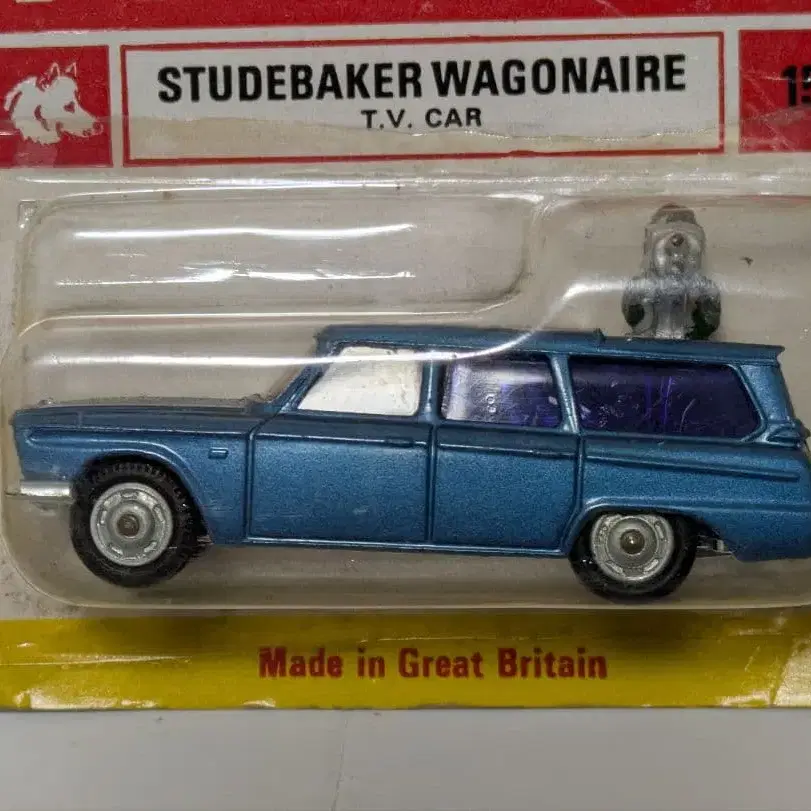 STUDEBAKER WAGONAIRE
T.V. CAR
Made in Great Britain